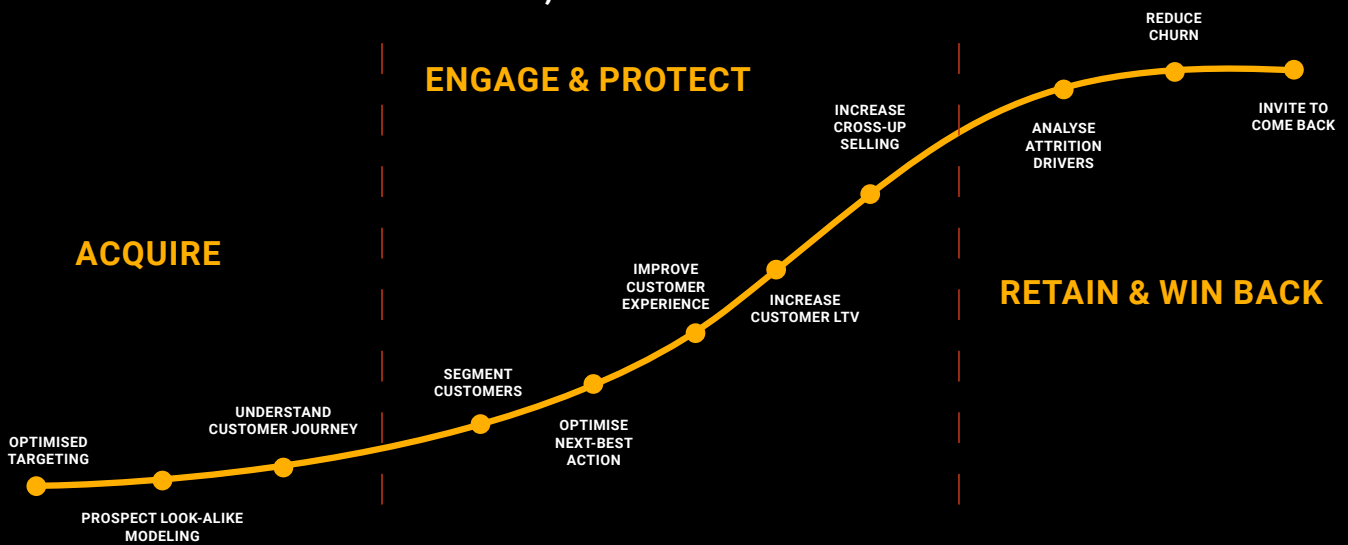 ACQUIRE
OPTIMISED
TARGETING
PROSPECT LOOK-ALIKE
MODELING
UNDERSTAND
CUSTOMER JOURNEY
ENGAGE & PROTECT
SEGMENT
CUSTOMERS
OPTIMISE
NEXT-BEST
ACTION
IMPROVE
CUSTOMER
EXPERIENCE
INCREASE
CUSTOMER LTV
INCREASE
CROSS-UP
SELLING
RETAIN & WIN BACK
ANALYSE
ATTRITION
DRIVERS
REDUCE
CHURN
INVITE TO
COME BACK